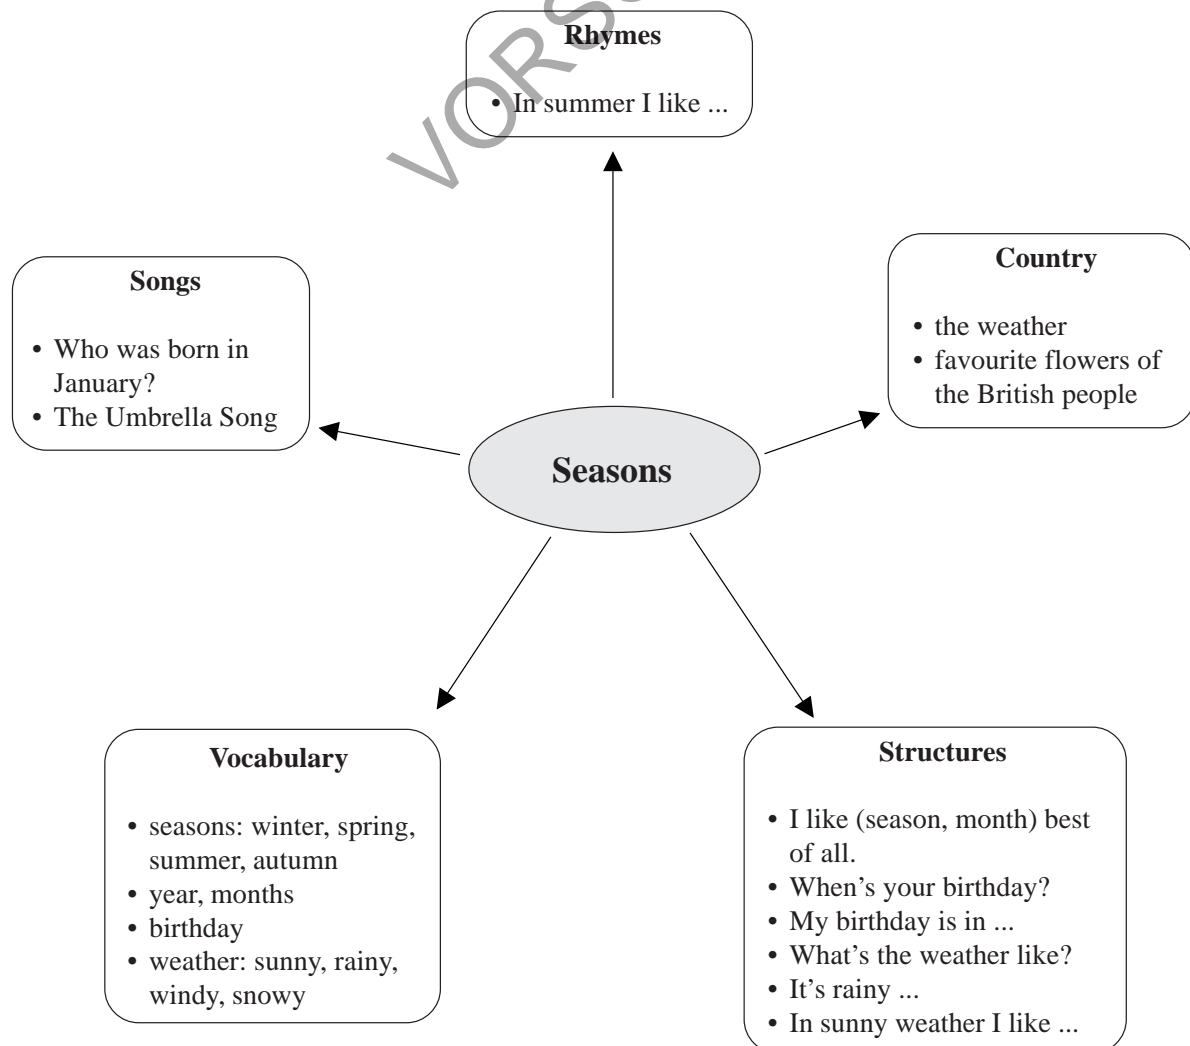 Rhymes
• In summer I like ...
Songs
• Who was born in
January?
• The Umbrella Song
Country
• the weather
• favourite flowers of
the British people
Seasons
Vocabulary
• seasons: winter, spring,
summer, autumn
• year, months
• birthday
• weather: sunny, rainy,
windy, snowy
Structures
• I like (season, month) best
of all.
• When’s your birthday?
• My birthday is in ...
• What’s the weather like?
• It’s rainy ...
• In sunny weather I like ...